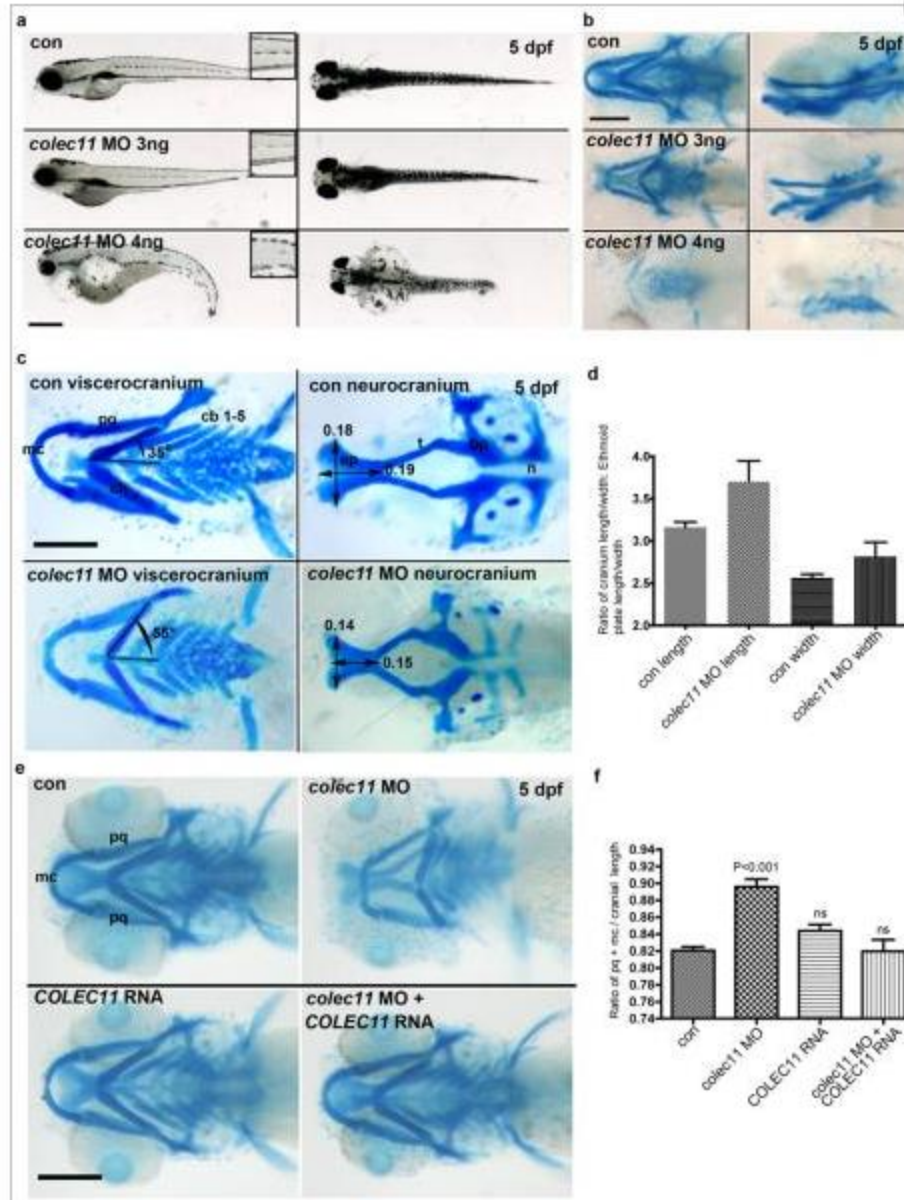 a
con
5 dpf
colec11 MO 3ng
colec11 MO 4ng
b
con
5 dpf
colec11 MO 3ng
colec11 MO 4ng
c
con viscerocranium
pq
cb 1-5
mc
35°
con neurocranium
5 dpf
0.18
t
0.19
n
colec11 MO viscerocranium
55°
colec11 MO neurocranium
0.14
0.15
d
Ratio of cranium length/width: Ethmoid
plate length/width
4.0
3.5
3.0
2.5
2.0
con length
colec11 MO length
con width
colec11 MO width
e
con
pq
mc
pq
colec11 MO
5 dpf
COLEC11 RNA
colec11 MO +
COLEC11 RNA
f
Ratio of pq + mc / cranial length
0.94
0.92
0.90
0.88
0.86
0.84
0.82
0.80
0.78
0.76
0.74
P<0.001
ns
ns
con
colec11 MO
COLEC11 RNA
colec11 MO +
COLEC11 RNA